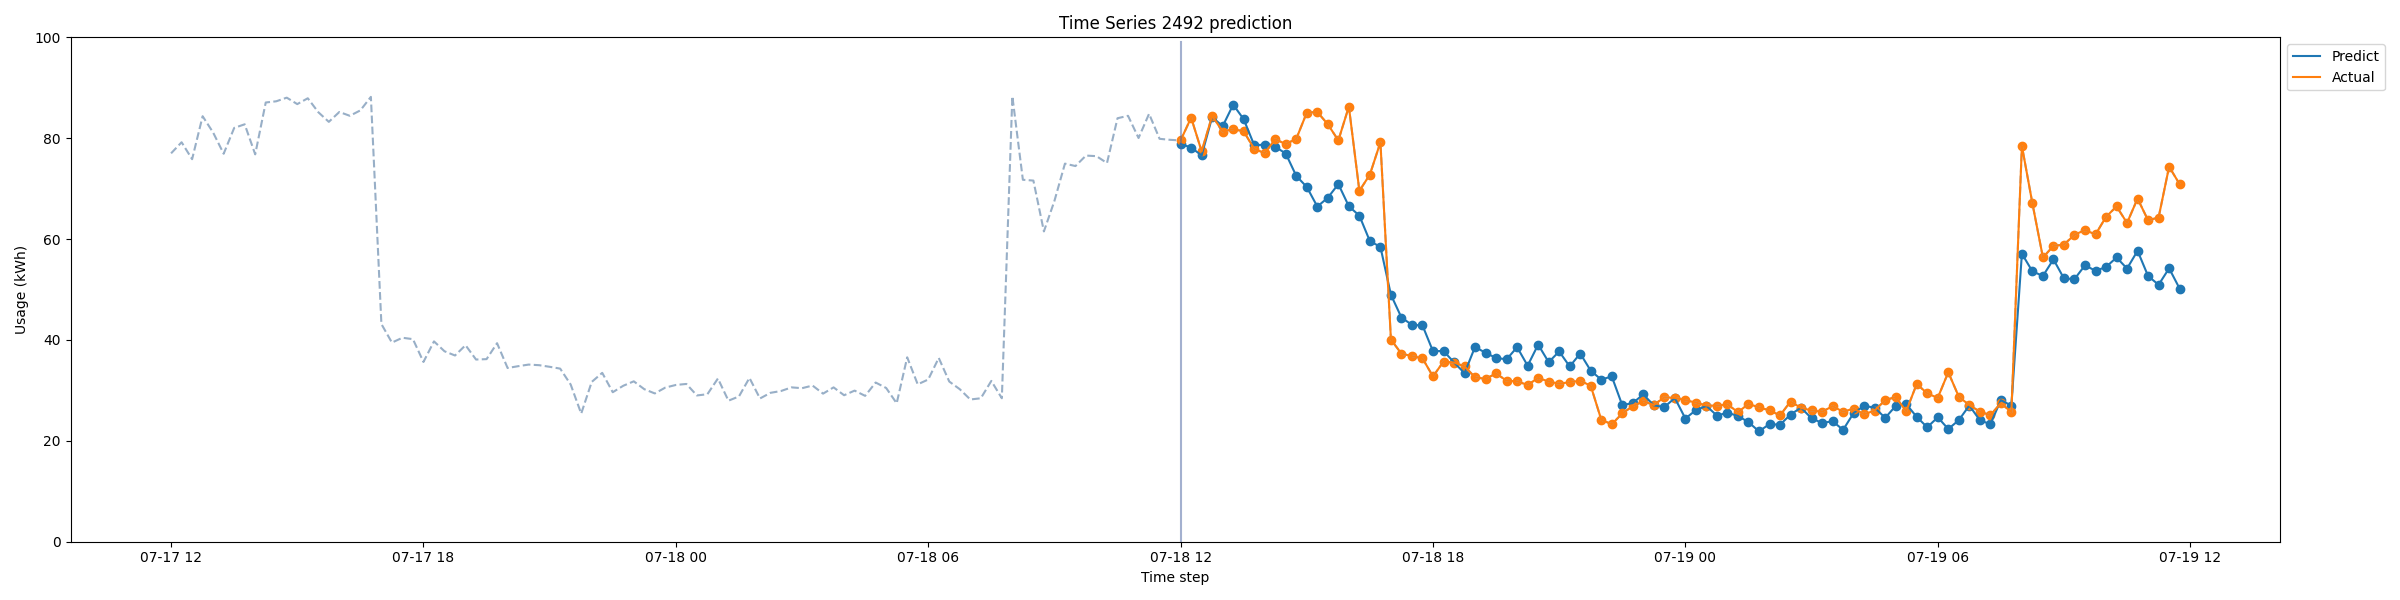 Time Series 2492 prediction
Predict
Actual
100
80
60
40
20
0
Usage (kWh)
07-17 12 07-17 18 07-18 00 07-18 06 07-18 12 07-18 18 07-19 00 07-19 06 07-19 12
Time step